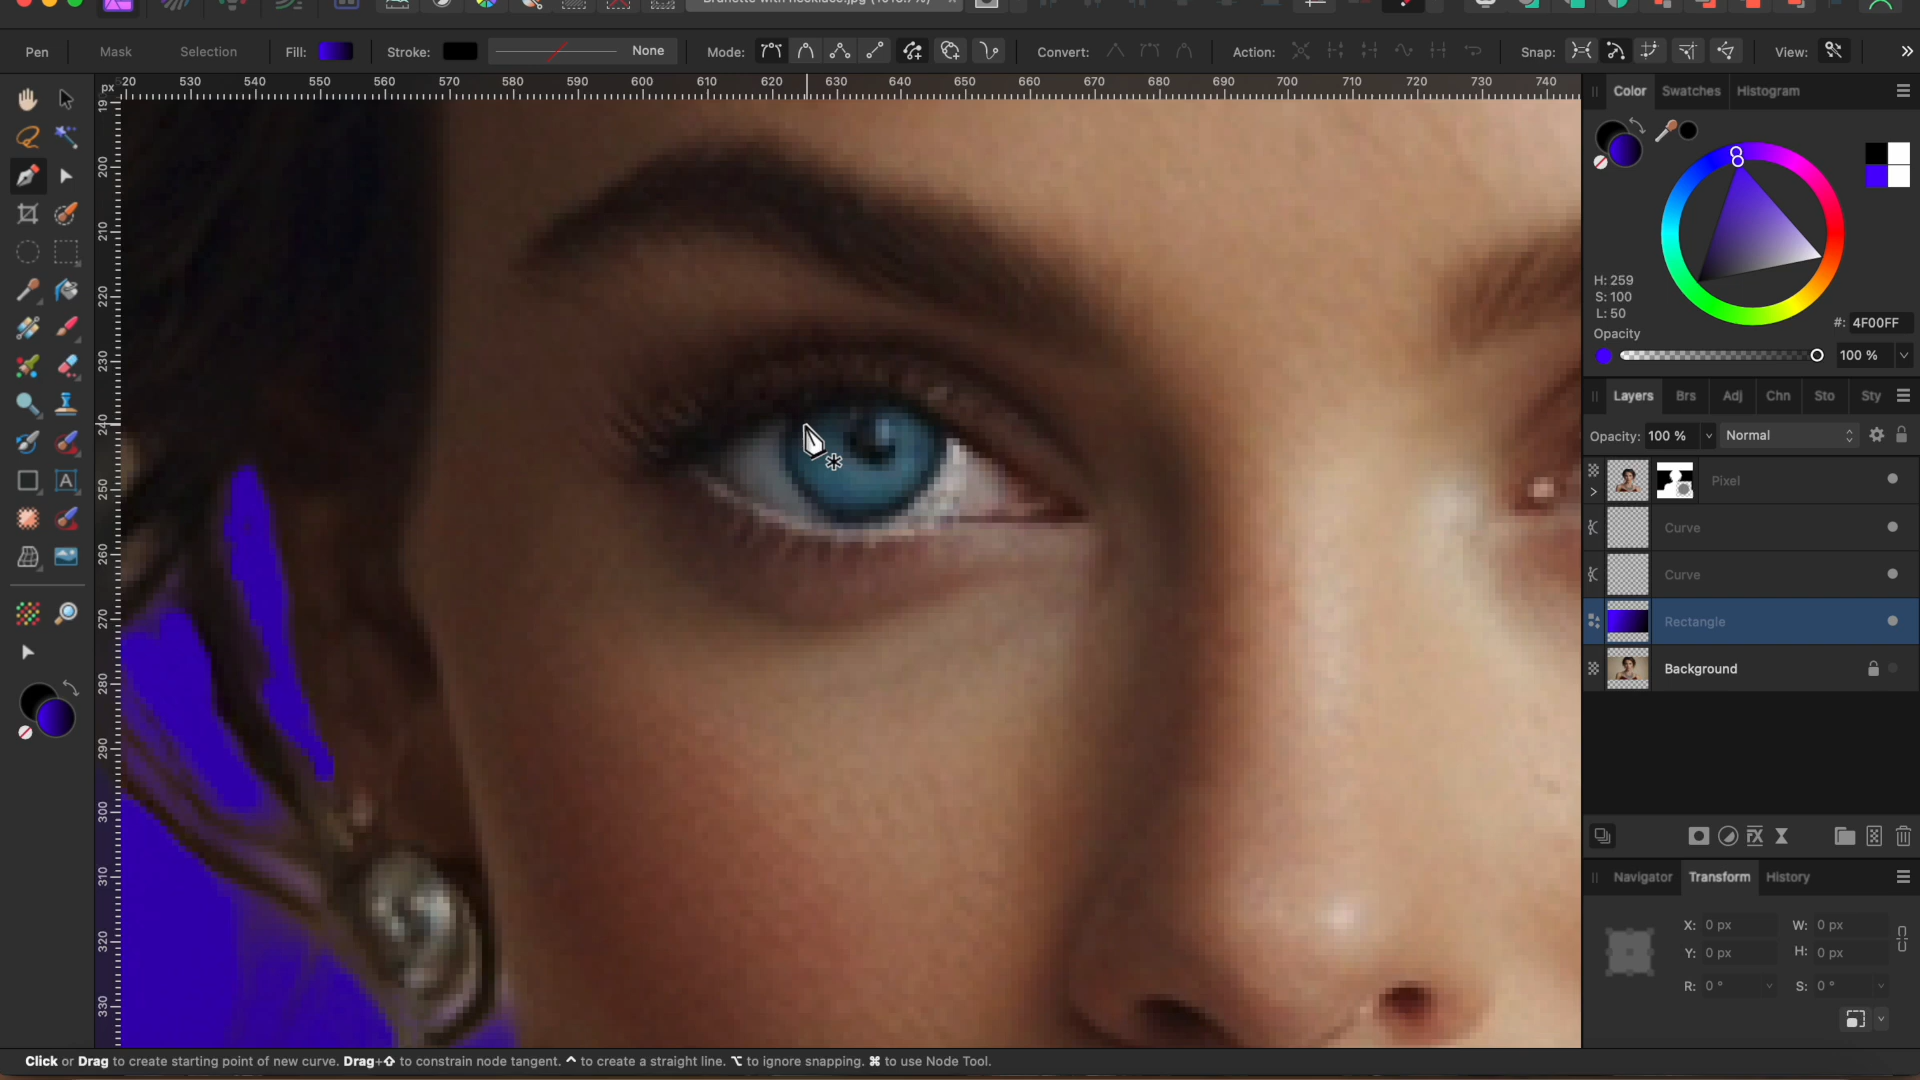 Pen Mask Selection Fill: Stroke: None Mode: Convert: Action: Snap: View:
px 520 530 540 550 560 570 580 590 600 610 620 630 640 650 660 670 680 690 700 710 720 730 740
200
210
220
230
240
250
260
270
280
290
300
310
320
330
Color Swatches Histogram
H: 259
S: 100
L: 50
#: 4F00FF
Opacity
100 %
Layers Brs Adj Chn Sto Sty
Opacity: 100 % Normal
Pixel
Curve
Curve
Rectangle
Background
Navigator Transform History
X: 0 px W: 0 px
Y: 0 px H: 0 px
R: 0 ° S: 0 °
Click or Drag to create starting point of new curve. Drag+⇧ to constrain node tangent. ^ to create a straight line. ⌥ to ignore snapping. ⌘ to use Node Tool.